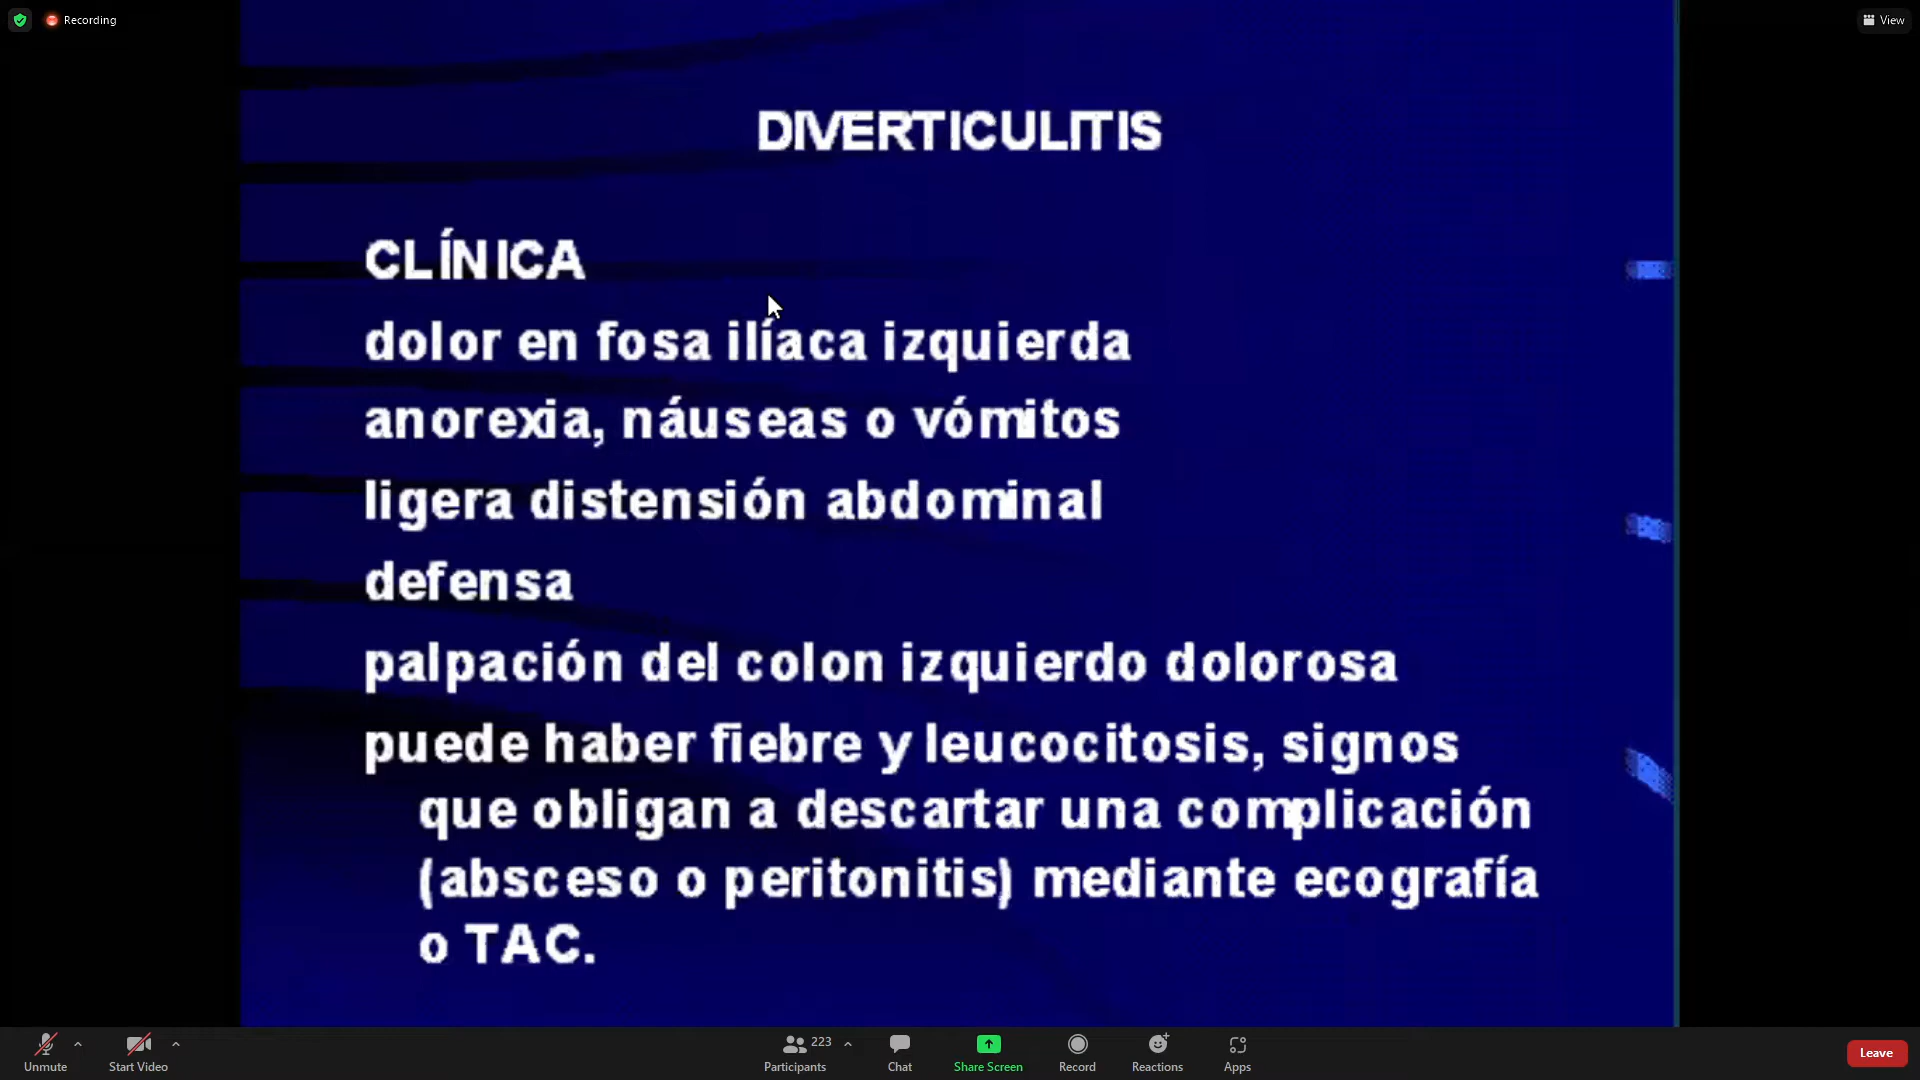 Recording
View
DIVERTICULITIS
CLÍNICA
dolor en fosa ilíaca izquierda
anorexia, náuseas o vómitos
ligera distensión abdominal
defensa
palpación del colon izquierdo dolorosa
puede haber fiebre y leucocitosis, signos
que obligan a descartar una complicación
(absceso o peritonitis) mediante ecografía
o TAC.
223
Unmute Start Video Participants Chat Share Screen Record Reactions Apps Leave